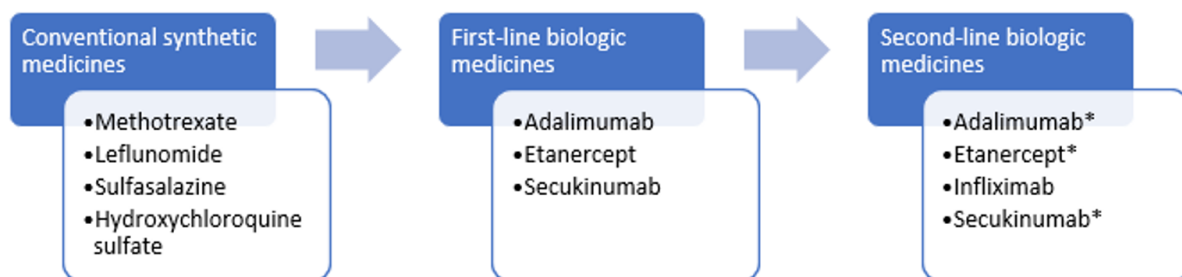 Conventional synthetic
medicines
•Methotrexate
•Leflunomide
•Sulfasalazine
•Hydroxychloroquine
sulfate
First-line biologic
medicines
•Adalimumab
•Etanercept
•Secukinumab
Second-line biologic
medicines
•Adalimumab*
•Etanercept*
•Infliximab
•Secukinumab*